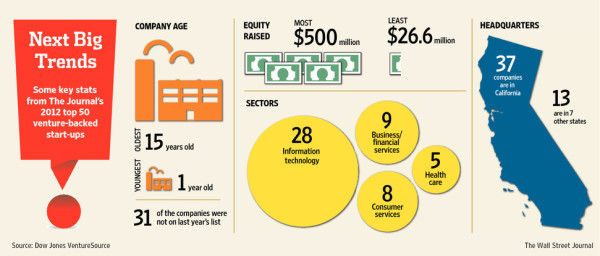 Next Big
Trends
Some key stats
from The Journal's
2012 top 50
venture-backed
start-ups
COMPANY AGE
OLDEST
15 years old
YOUNGEST
1 year old
31 of the companies were
not on last year's list
EQUITY
RAISED
MOST
$500 million
LEAST
$26.6 million
SECTORS
28
Information
technology
9
Business/
financial
services
5
Health
care
8
Consumer
services
HEADQUARTERS
37
companies
are in
California
13
are in 7
other states
Source: Dow Jones VentureSource
The Wall Street Journal